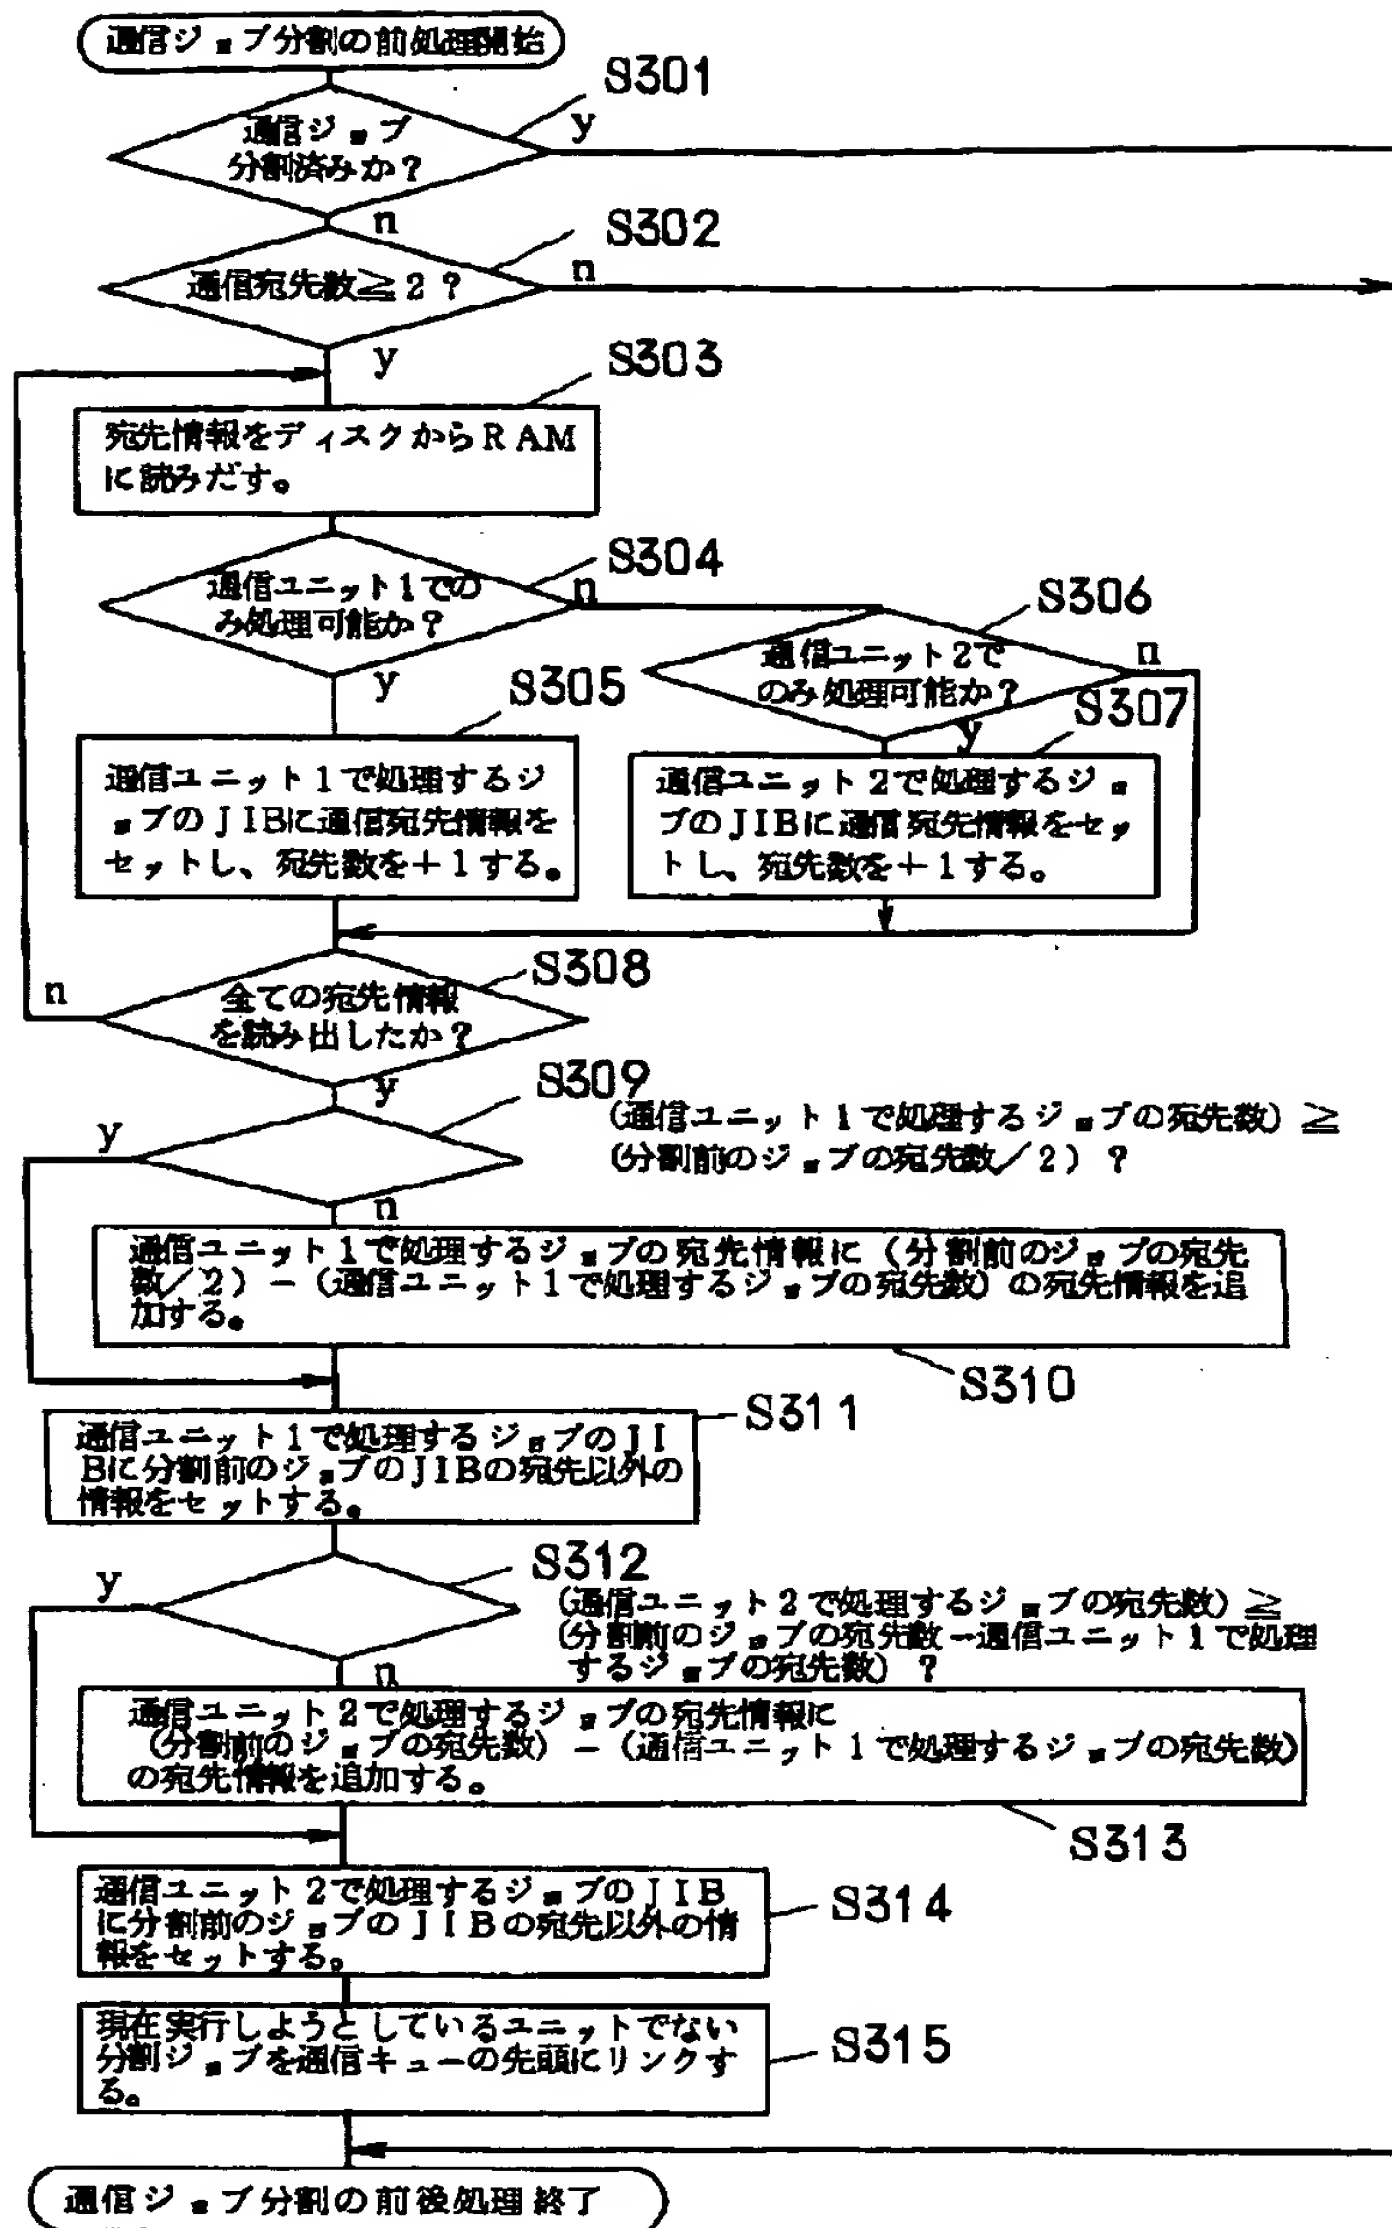 通信ジョブ分割の前処理開始
S301
通信ジョブ
分割済みか？
y
n
S302
通信宛先数≧2？
n
y
S303
宛先情報をディスクからRAM
に読みだす。
S304
通信ユニット1での
み処理可能か？
n
y
S306
通信ユニット2で
のみ処理可能か？
n
y
S305
通信ユニット1で処理するジ
ョブのJIBに通信宛先情報を
セットし、宛先数を＋1する。
S307
通信ユニット2で処理するジョ
ブのJIBに通信宛先情報をセッ
トし、宛先数を＋1する。
S308
全ての宛先情報
を読み出したか？
n
y
S309
y
(通信ユニット1で処理するジョブの宛先数)≧
(分割前のジョブの宛先数／2)？
n
通信ユニット1で処理するジョブの宛先情報に（分割前のジョブの宛先
数／2）－（通信ユニット1で処理するジョブの宛先数）の宛先情報を追
加する。
S310
S311
通信ユニット1で処理するジョブのJI
Bに分割前のジョブのJIBの宛先以外の
情報をセットする。
S312
y
(通信ユニット2で処理するジョブの宛先数)≧
(分割前のジョブの宛先数－通信ユニット1で処理
するジョブの宛先数)？
n
通信ユニット2で処理するジョブの宛先情報に
（分割前のジョブの宛先数）－（通信ユニット1で処理するジョブの宛先数）
の宛先情報を追加する。
S313
通信ユニット2で処理するジョブのJIB
に分割前のジョブのJIBの宛先以外の情
報をセットする。
S314
現在実行しようとしているユニットでない
分割ジョブを通信キューの先頭にリンクす
る。
S315
通信ジョブ分割の前後処理終了